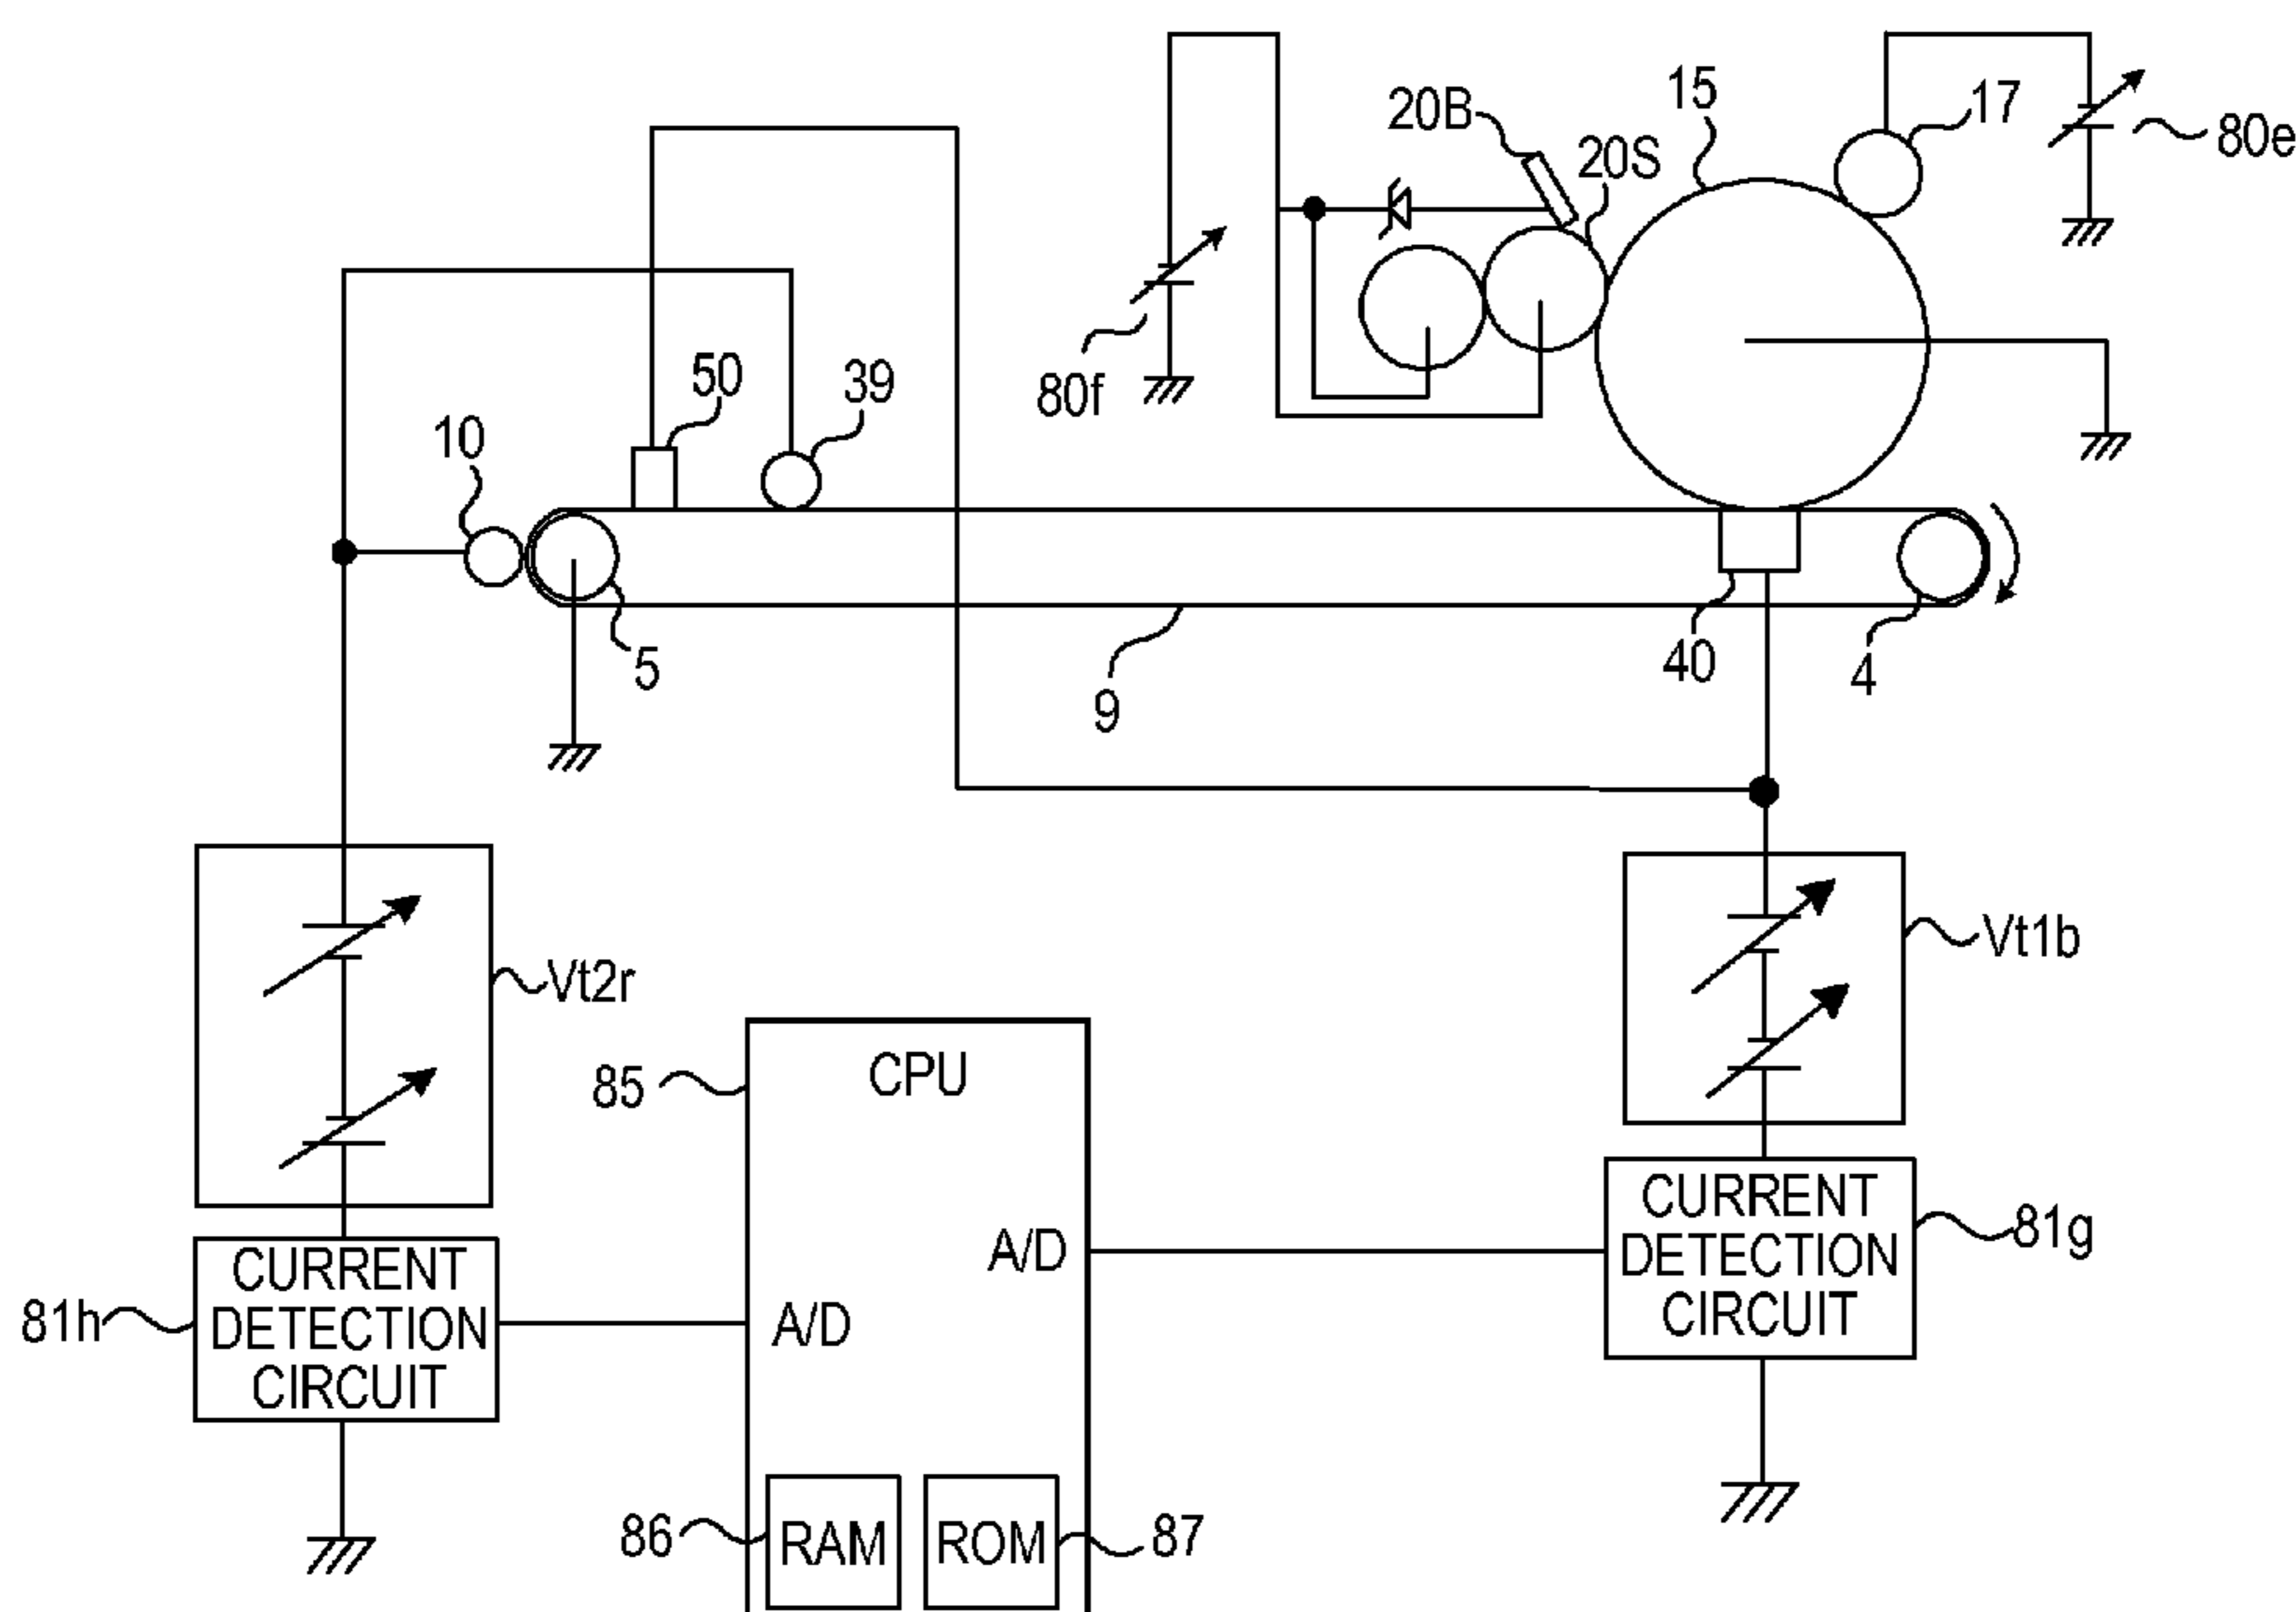 15
17
20B
20S
80e
50
39
80f
10
5
40
4
9
Vt2r
Vt1b
85
CPU
A/D
A/D
CURRENT
DETECTION
CIRCUIT
81g
CURRENT
DETECTION
CIRCUIT
81h
86
RAM
ROM
87